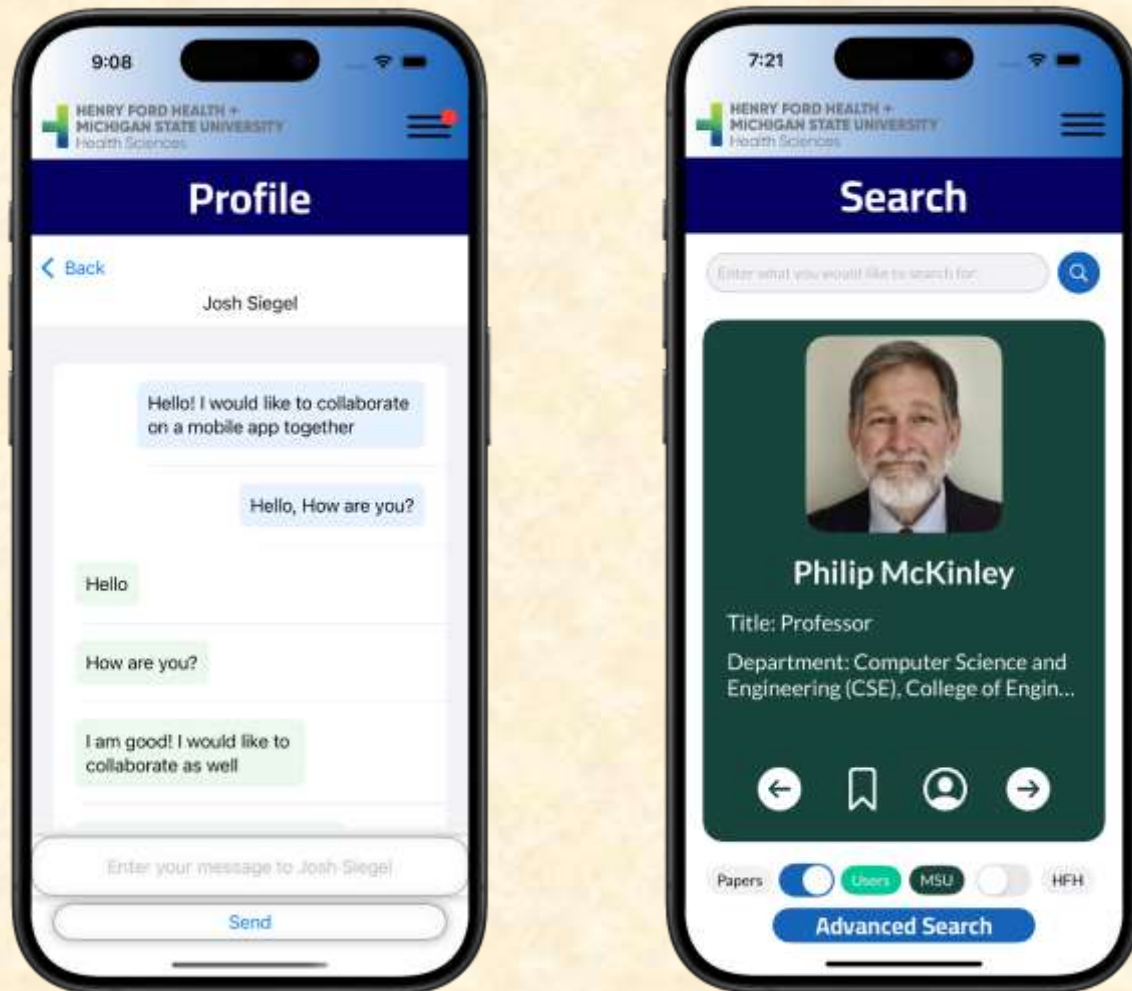 9:08
HENRY FORD HEALTH +
MICHIGAN STATE UNIVERSITY
Health Sciences
Profile
Back
Josh Siegel
Hello! I would like to collaborate
on a mobile app together
Hello, How are you?
Hello
How are you?
I am good! I would like to
collaborate as well
Enter your message to Josh Siegel
Send
7:21
HENRY FORD HEALTH +
MICHIGAN STATE UNIVERSITY
Health Sciences
Search
Enter what you would like to search for:
Philip McKinley
Title: Professor
Department: Computer Science and
Engineering (CSE), College of Engin...
Papers Users MSU HFH
Advanced Search